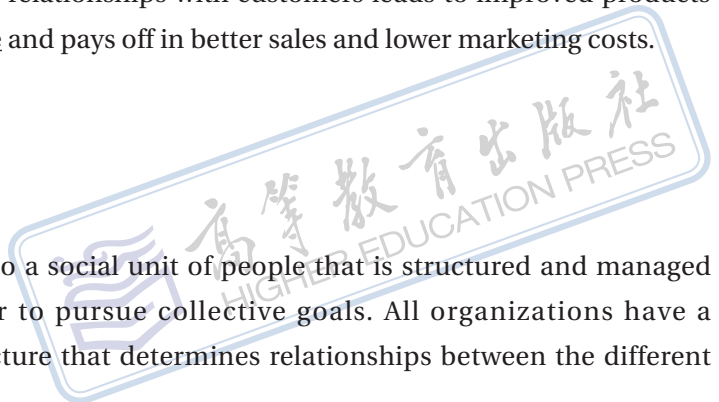 relationships with customers leads to improved products
and pays off in better sales and lower marketing costs.
高等教育出版社
HIGHER EDUCATION PRESS
o a social unit of people that is structured and managed
r to pursue collective goals. All organizations have a
cture that determines relationships between the different